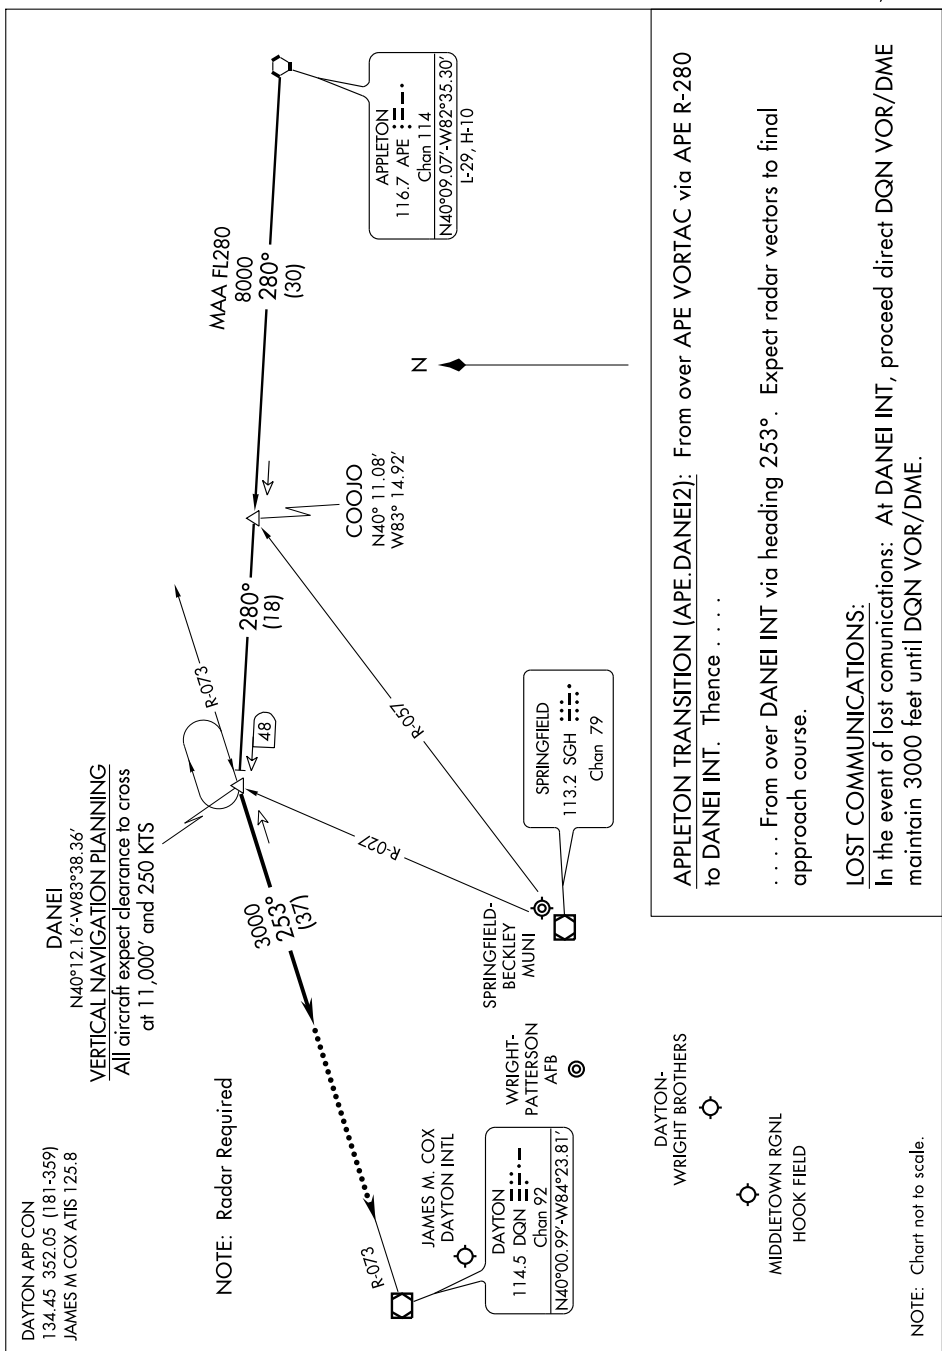 DAYTON APP CON
134.45 352.05 (181-359)
JAMES M COX ATIS 125.8
NOTE: Radar Required
DANEI
N40°12.16'-W83°38.36'
VERTICAL NAVIGATION PLANNING
All aircraft expect clearance to cross
at 11,000' and 250 KTS
MAA FL280
8000
280°
(30)
APPLETON
116.7 APE
Chan 114
N40°09.07'-W82°35.30'
L-29, H-10
COOJO
N40° 11.08'
W83° 14.92'
N
280°
(18)
R-073
48
3000
253°
(37)
R-057
R-027
R-073
JAMES M. COX
DAYTON INTL
DAYTON
114.5 DQN
Chan 92
N40°00.99'-W84°23.81'
WRIGHT-
PATTERSON
AFB
SPRINGFIELD-
BECKLEY
MUNI
SPRINGFIELD
113.2 SGH
Chan 79
DAYTON-
WRIGHT BROTHERS
MIDDLETOWN RGNL
HOOK FIELD
APPLETON TRANSITION (APE.DANEI2): From over APE VORTAC via APE R-280
to DANEI INT. Thence . . . .
. . . . From over DANEI INT via heading 253°. Expect radar vectors to final
approach course.
LOST COMMUNICATIONS:
In the event of lost comunications: At DANEI INT, proceed direct DQN VOR/DME
maintain 3000 feet until DQN VOR/DME.
NOTE: Chart not to scale.